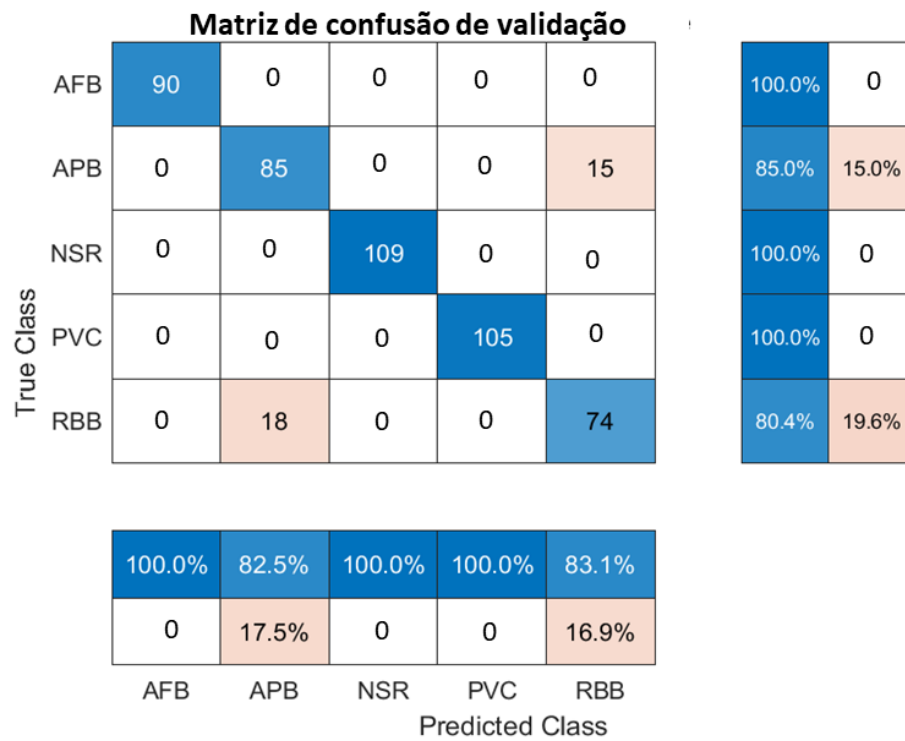 Matriz de confusão de validação
AFB 90 0 0 0 0 100.0% 0
APB 0 85 0 0 15 85.0% 15.0%
NSR 0 0 109 0 0 100.0% 0
PVC 0 0 0 105 0 100.0% 0
RBB 0 18 0 0 74 80.4% 19.6%
True Class
100.0% 82.5% 100.0% 100.0% 83.1%
0 17.5% 0 0 16.9%
AFB APB NSR PVC RBB
Predicted Class